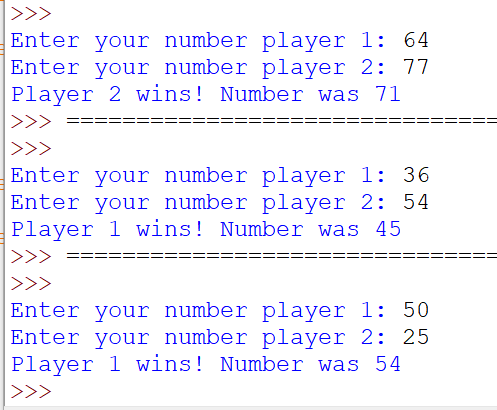 >>>
Enter your number player 1: 64
Enter your number player 2: 77
Player 2 wins! Number was 71
>>> ===============================
>>>
Enter your number player 1: 36
Enter your number player 2: 54
Player 1 wins! Number was 45
>>> ===============================
>>>
Enter your number player 1: 50
Enter your number player 2: 25
Player 1 wins! Number was 54
>>>